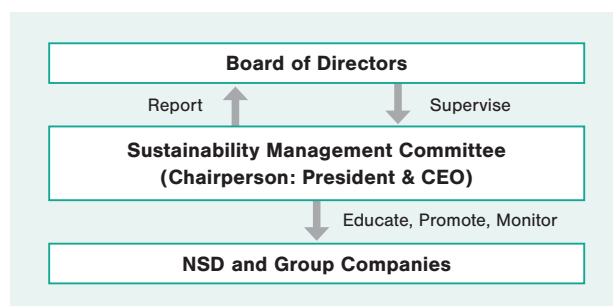 Board of Directors
Report
Supervise
Sustainability Management Committee
(Chairperson: President & CEO)
Educate, Promote, Monitor
NSD and Group Companies